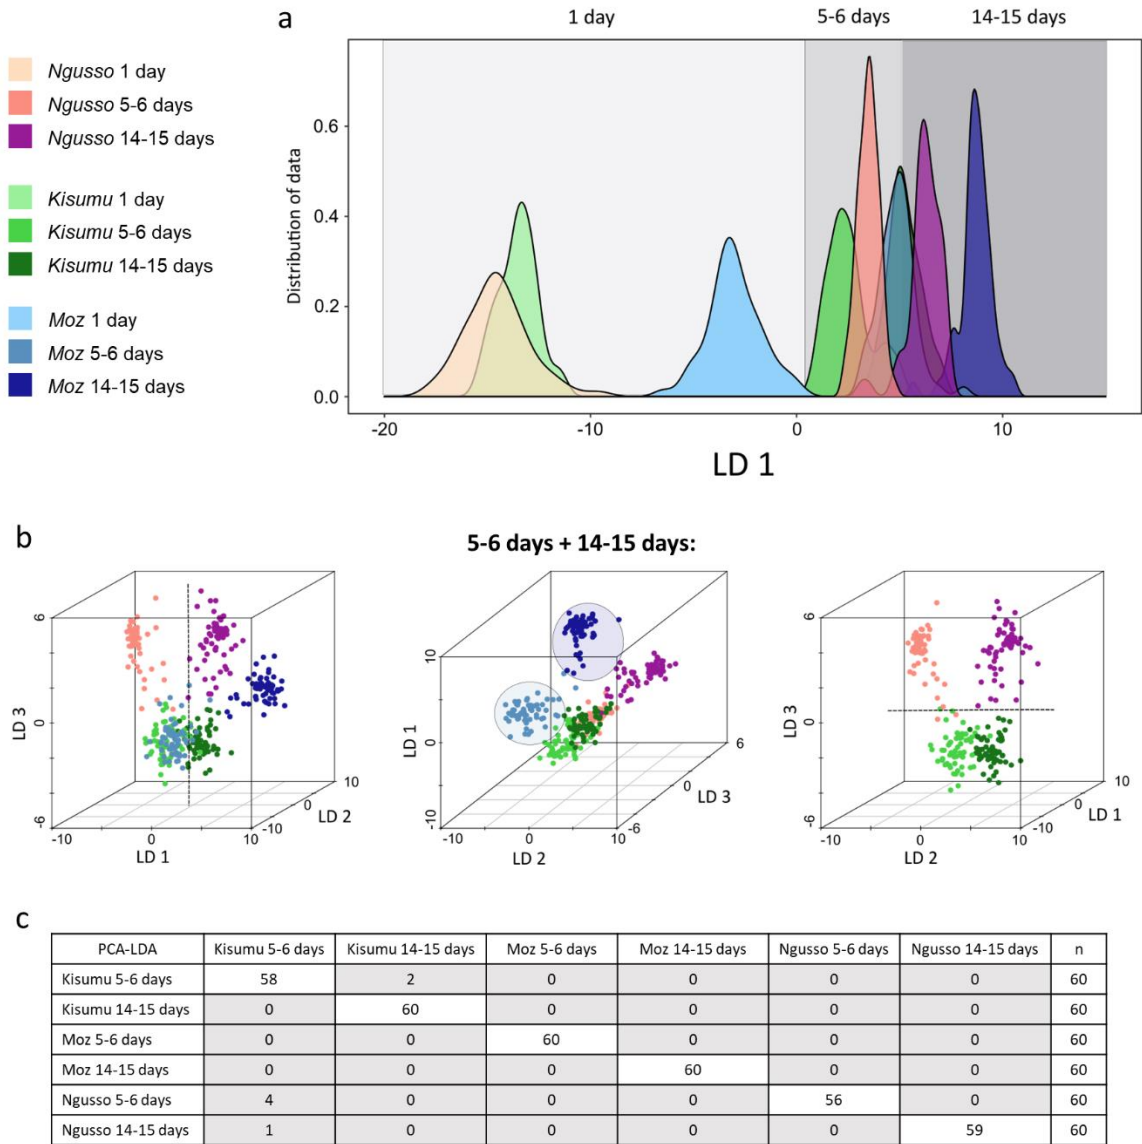 a
1 day
5-6 days
14-15 days
Ngusso 1 day
Ngusso 5-6 days
Ngusso 14-15 days
Kisumu 1 day
Kisumu 5-6 days
Kisumu 14-15 days
Moz 1 day
Moz 5-6 days
Moz 14-15 days
Distribution of data
0.6
0.4
0.2
0.0
-20
-10
0
10
LD 1
b
5-6 days + 14-15 days:
6
0
-6
LD 3
-10
0
10
LD 1
-10
0
10
LD 2
10
0
-10
LD 1
-10
0
10
LD 2
-6
0
6
LD 3
6
0
-6
LD 3
-10
0
10
LD 2
-10
0
10
LD 1
c
PCA-LDA Kisumu 5-6 days Kisumu 14-15 days Moz 5-6 days Moz 14-15 days Ngusso 5-6 days Ngusso 14-15 days n
Kisumu 5-6 days 58 2 0 0 0 0 60
Kisumu 14-15 days 0 60 0 0 0 0 60
Moz 5-6 days 0 0 60 0 0 0 60
Moz 14-15 days 0 0 0 60 0 0 60
Ngusso 5-6 days 4 0 0 0 56 0 60
Ngusso 14-15 days 1 0 0 0 0 59 60